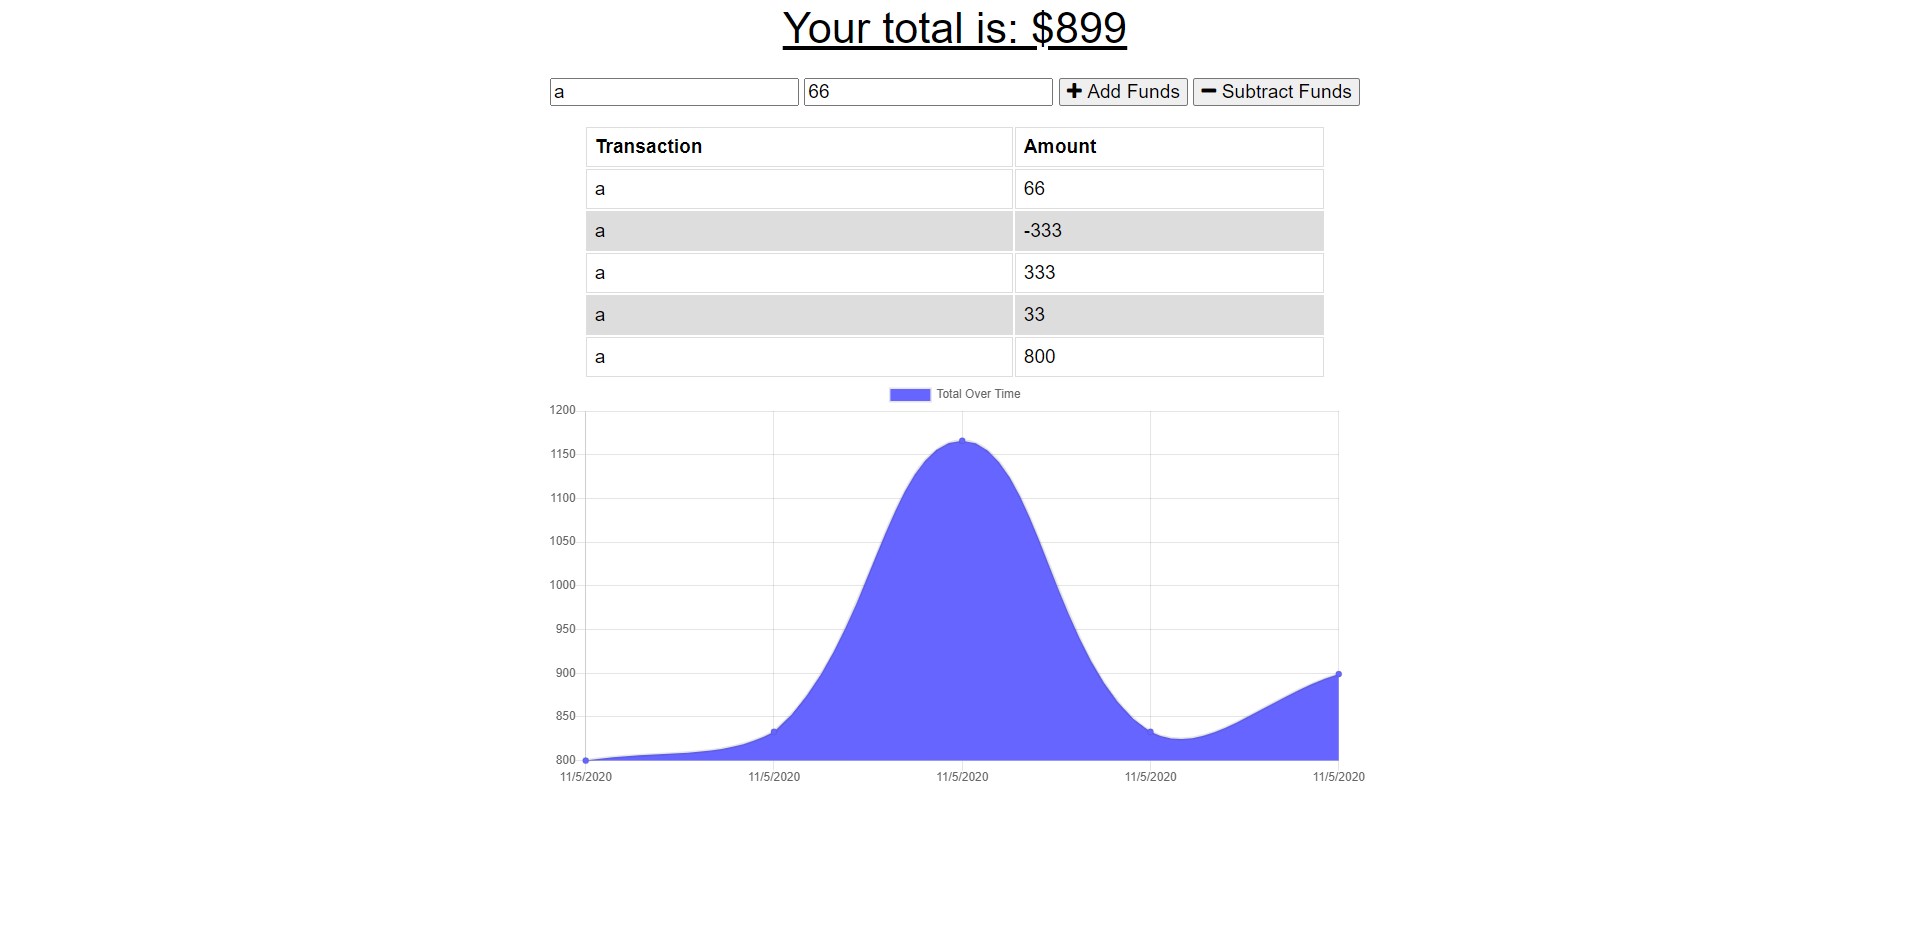 Your total is: $899
a 66 Add Funds Subtract Funds
Transaction Amount
a 66
a -333
a 333
a 33
a 800
Total Over Time
1200
1150
1100
1050
1000
950
900
850
800
11/5/2020 11/5/2020 11/5/2020 11/5/2020 11/5/2020